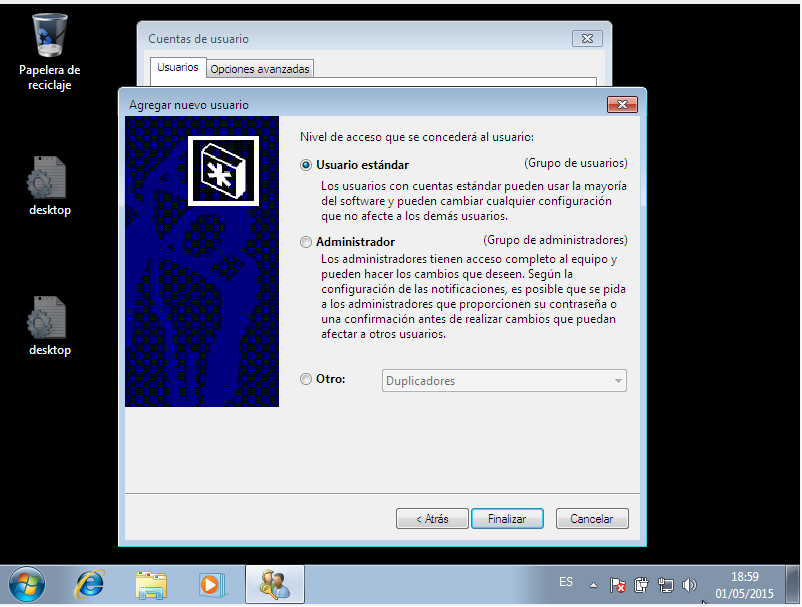 Papelera de
reciclaje
desktop
desktop
Cuentas de usuario
Usuarios
Opciones avanzadas
Agregar nuevo usuario
Nivel de acceso que se concederá al usuario:
Usuario estándar (Grupo de usuarios)
Los usuarios con cuentas estándar pueden usar la mayoría
del software y pueden cambiar cualquier configuración
que no afecte a los demás usuarios.
Administrador (Grupo de administradores)
Los administradores tienen acceso completo al equipo y
pueden hacer los cambios que deseen. Según la
configuración de las notificaciones, es posible que se pida
a los administradores que proporcionen su contraseña o
una confirmación antes de realizar cambios que puedan
afectar a otros usuarios.
Otro: Duplicadores
< Atrás Finalizar Cancelar
ES
18:59
01/05/2015